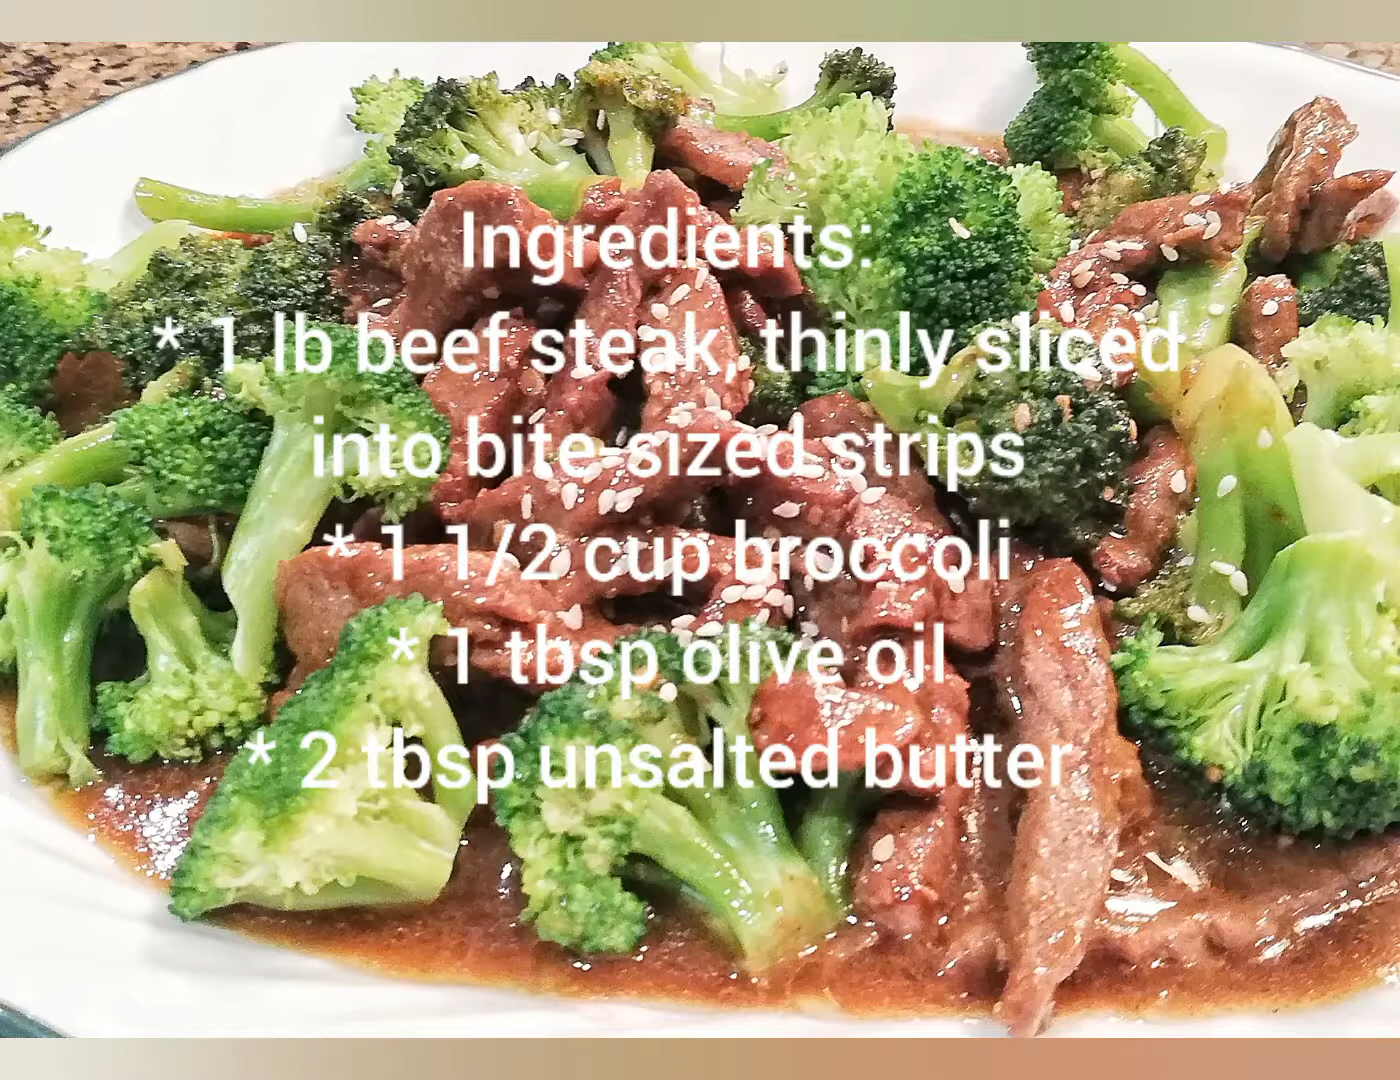 Ingredients:
* 1 lb beef steak, thinly sliced
into bite-sized strips
* 1 1/2 cup broccoli
* 1 tbsp olive oil
* 2 tbsp unsalted butter